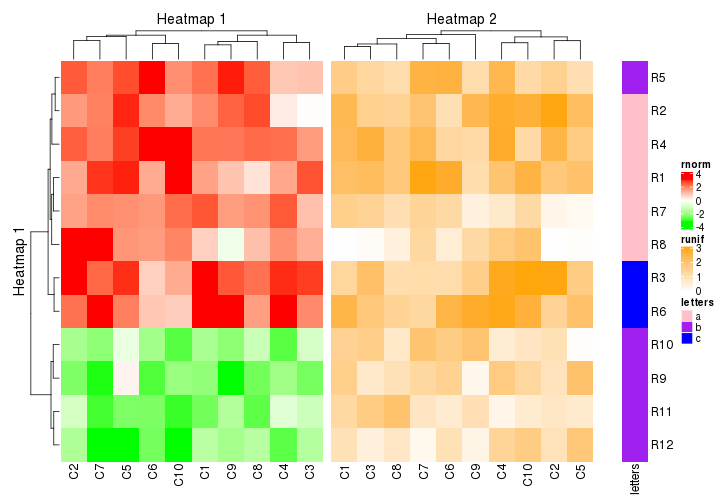 Heatmap 1
Heatmap 2
Heatmap 1
R5
R2
R4
R1
R7
R8
R3
R6
R10
R9
R11
R12
C2 C7 C5 C6 C10 C1 C9 C8 C4 C3
C1 C3 C8 C7 C6 C9 C4 C10 C2 C5
letters
rnorm
4
2
0
-2
-4
runif
3
2
1
0
letters
a
b
c